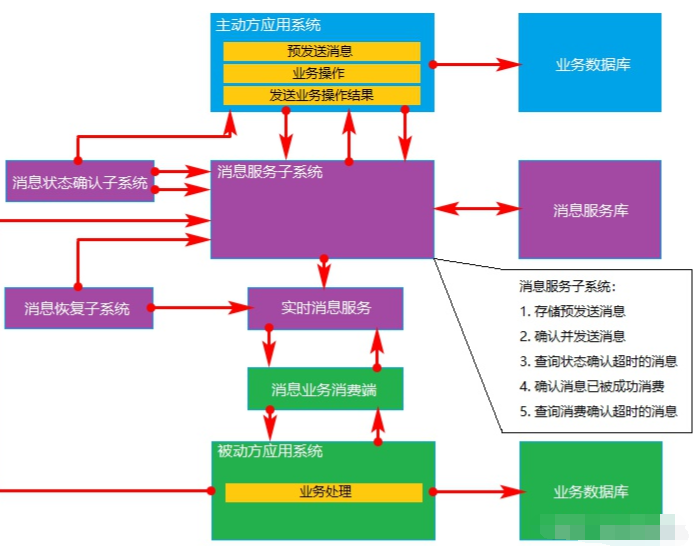 主动方应用系统
预发送消息
业务操作
发送业务操作结果
业务数据库
消息状态确认子系统
消息服务子系统
消息服务库
消息服务子系统：
1. 存储预发送消息
2. 确认并发送消息
3. 查询状态确认超时的消息
4. 确认消息已被成功消费
5. 查询消费确认超时的消息
消息恢复子系统
实时消息服务
消息业务消费端
被动方应用系统
业务处理
业务数据库